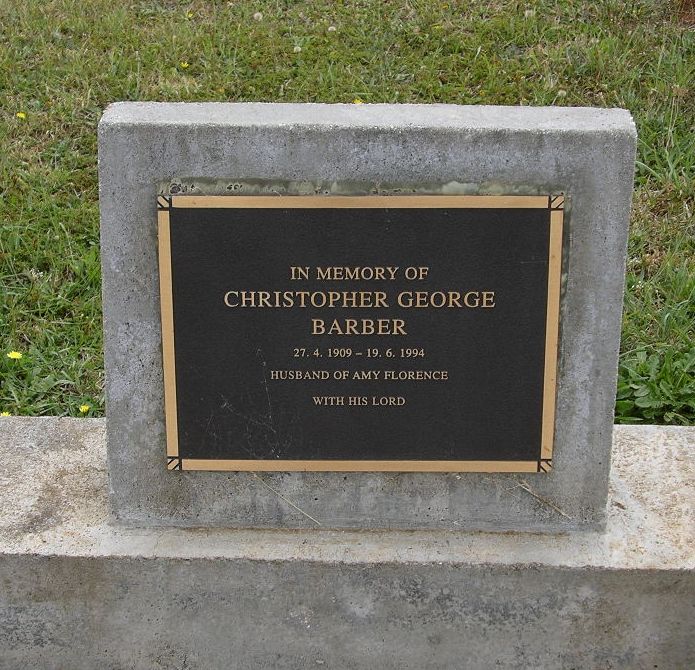 IN MEMORY OF
CHRISTOPHER GEORGE
BARBER
27. 4. 1909 – 19. 6. 1994
HUSBAND OF AMY FLORENCE
WITH HIS LORD